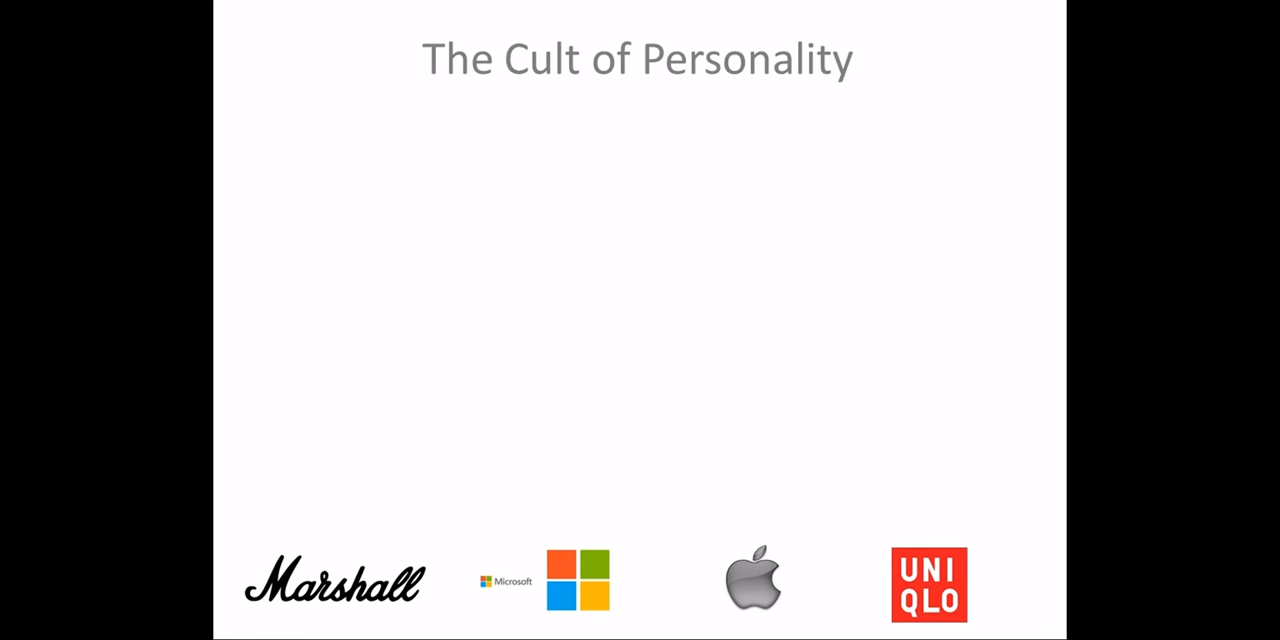 The Cult of Personality
Marshall
Microsoft
UNI
QLO